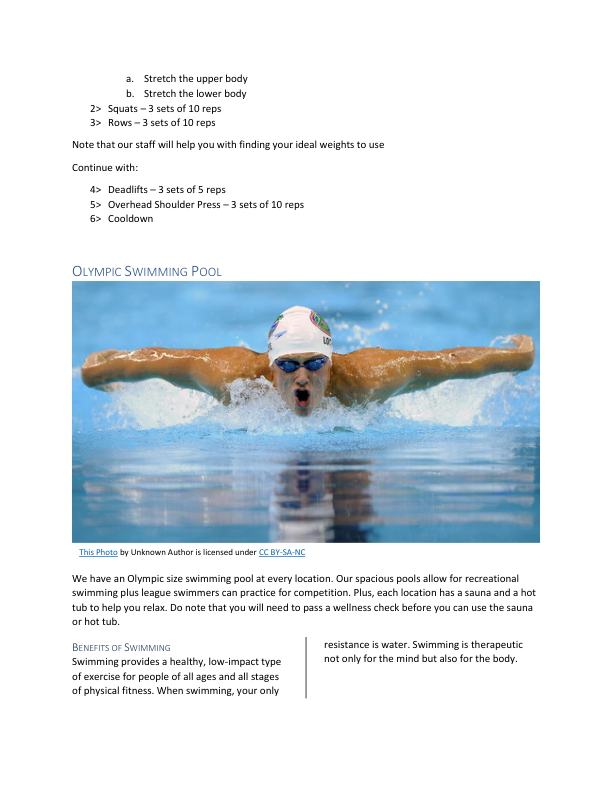 a. Stretch the upper body
b. Stretch the lower body
2> Squats – 3 sets of 10 reps
3> Rows – 3 sets of 10 reps
Note that our staff will help you with finding your ideal weights to use
Continue with:
4> Deadlifts – 3 sets of 5 reps
5> Overhead Shoulder Press – 3 sets of 10 reps
6> Cooldown
OLYMPIC SWIMMING POOL
This Photo by Unknown Author is licensed under CC BY-SA-NC
We have an Olympic size swimming pool at every location. Our spacious pools allow for recreational
swimming plus league swimmers can practice for competition. Plus, each location has a sauna and a hot
tub to help you relax. Do note that you will need to pass a wellness check before you can use the sauna
or hot tub.
BENEFITS OF SWIMMING
Swimming provides a healthy, low-impact type
of exercise for people of all ages and all stages
of physical fitness. When swimming, your only
resistance is water. Swimming is therapeutic
not only for the mind but also for the body.